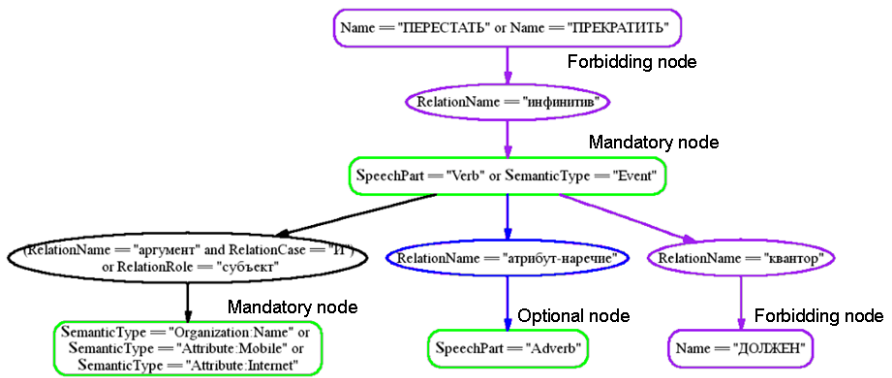 Name == "ПЕРЕСТАТЬ" or Name == "ПРЕКРАТИТЬ"
Forbidding node
RelationName == "инфинитив"
Mandatory node
SpeechPart == "Verb" or SemanticType == "Event"
(RelationName == "аргумент" and RelationCase == "И")
or RelationRole == "субъект"
RelationName == "атрибут-наречие"
RelationName == "квантор"
Mandatory node
Optional node
Forbidding node
SemanticType == "Organization:Name" or
SemanticType == "Attribute:Mobile" or
SemanticType == "Attribute:Internet"
SpeechPart == "Adverb"
Name == "ДОЛЖЕН"